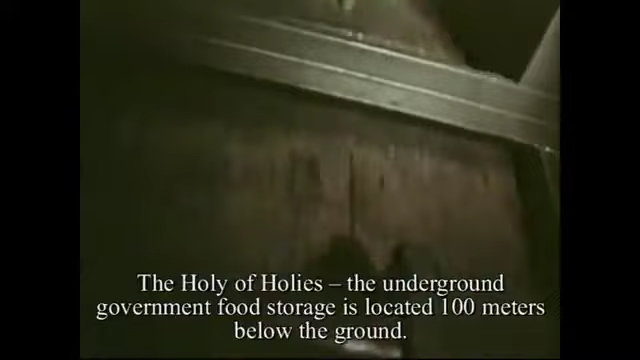 The Holy of Holies – the underground
government food storage is located 100 meters
below the ground.